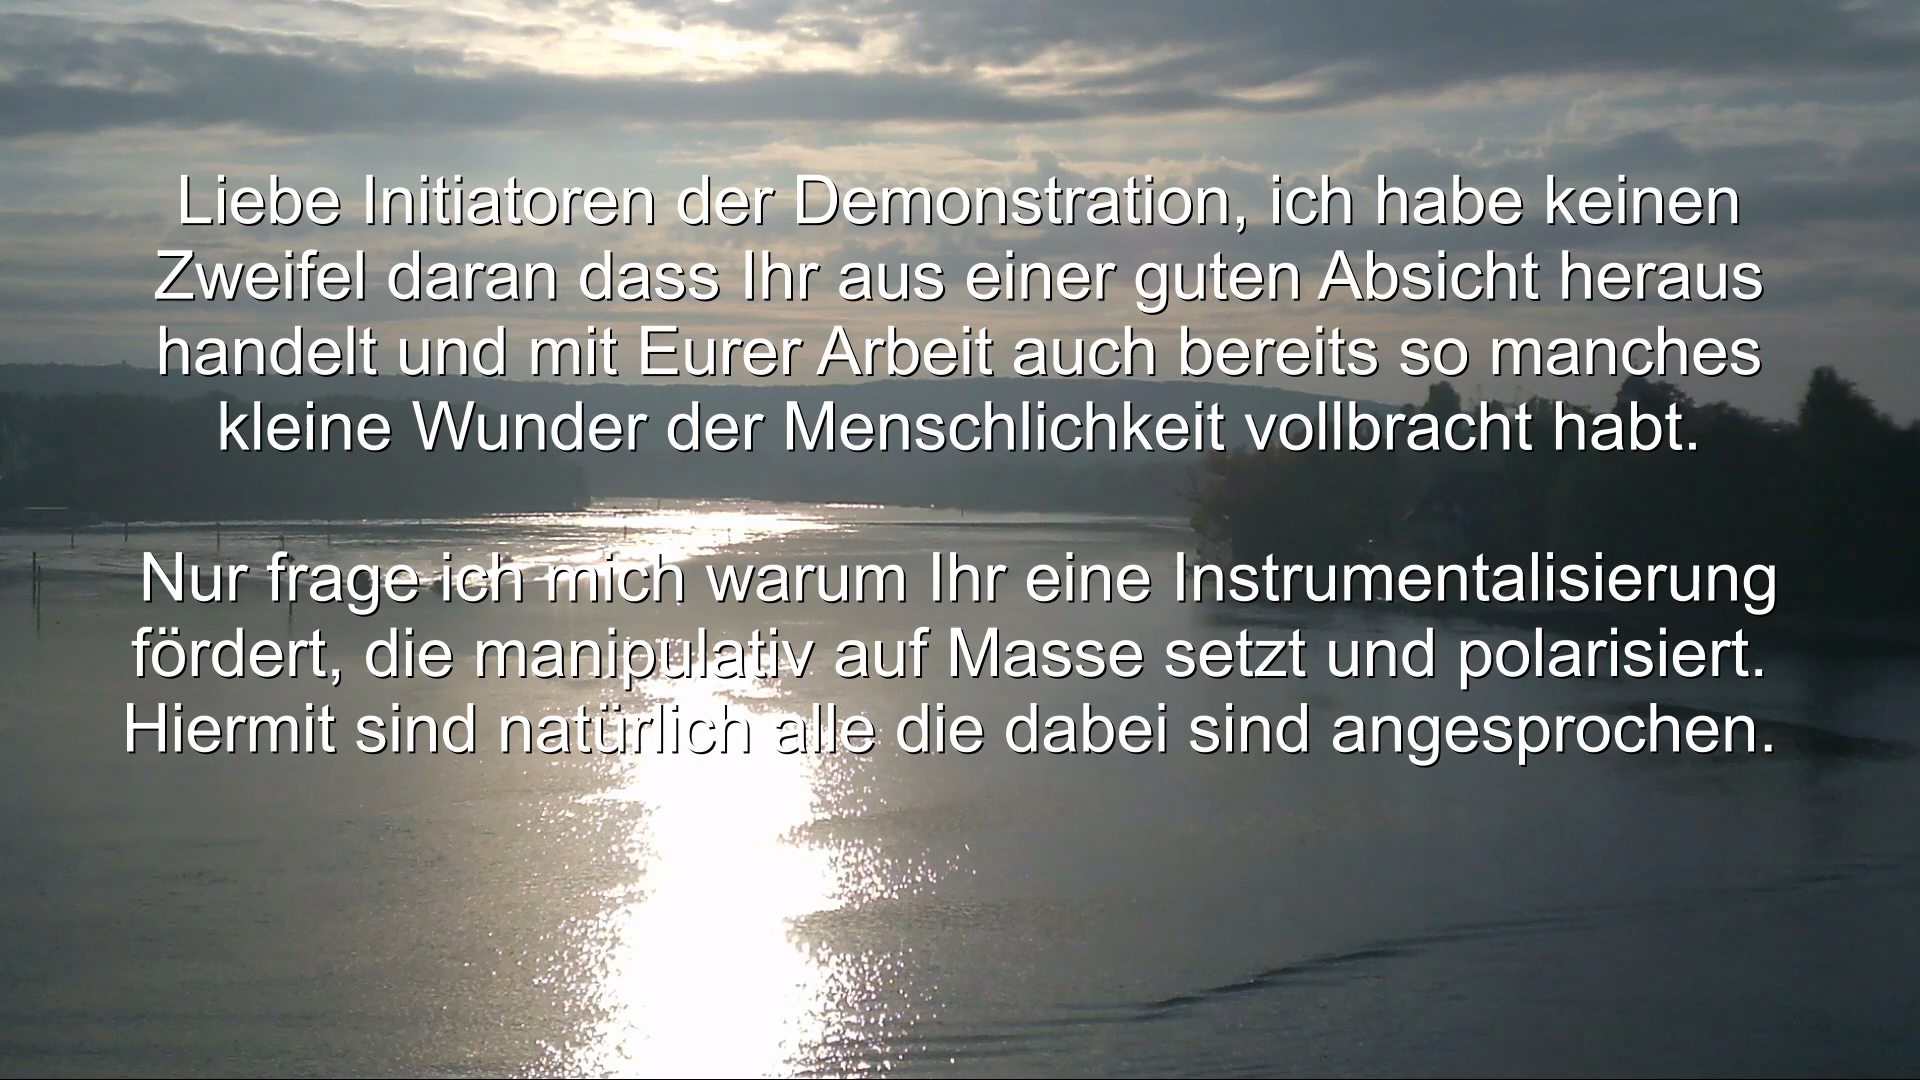 Liebe Initiatoren der Demonstration, ich habe keinen
Zweifel daran dass Ihr aus einer guten Absicht heraus
handelt und mit Eurer Arbeit auch bereits so manches
kleine Wunder der Menschlichkeit vollbracht habt.
Nur frage ich mich warum Ihr eine Instrumentalisierung
fördert, die manipulativ auf Masse setzt und polarisiert.
Hiermit sind natürlich alle die dabei sind angesprochen.